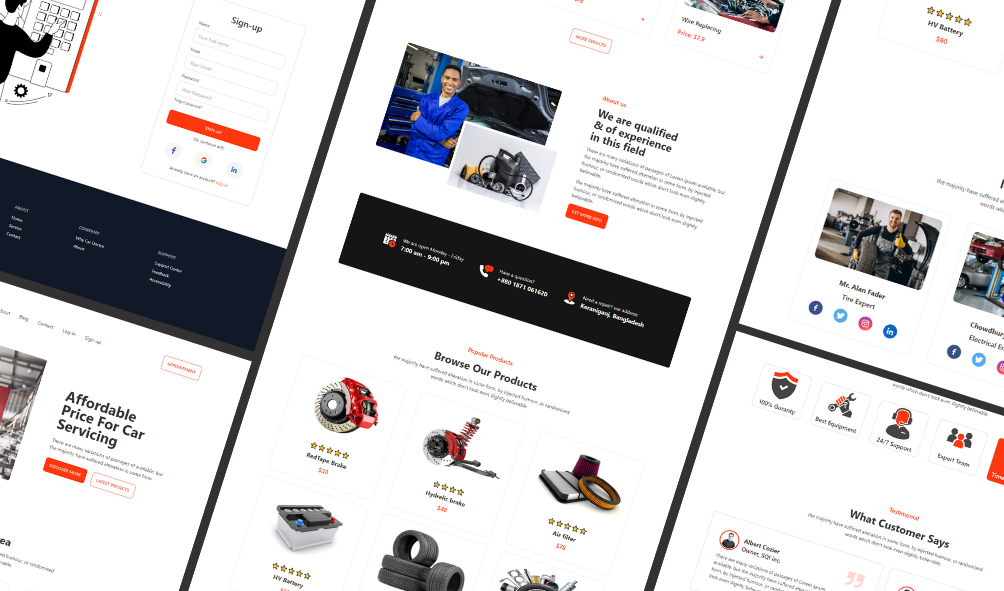 Sign-up
Name
Your Full name
Email
Your Email
Password
Your Password
Forgot password?
SIGN UP
Or, continue with
Already have an account? Log in
ABOUT
Home
Service
Contact
COMPANY
Why Car Doctor
About
SUPPORT
Support Center
Feedback
Accessibility
Blog
Contact
Log-in
Sign-up
APPOINTMENT
Affordable
Price For Car
Servicing
There are many variations of passages of available, but
the majority have suffered alteration in some form
DISCOVER MORE
LATEST PROJECTS
Wire Replacing
Price: $7.9
MORE SERVICES
About us
We are qualified
& of experience
in this field
There are many variations of passages of Lorem Ipsum available, but
the majority have suffered alteration in some form, by injected
humour, or randomised words which don't look even slightly
believable.
the majority have suffered alteration in some form, by injected
humour, or randomised words which don't look even slightly
believable.
GET MORE INFO
We are open Monday - Friday
7:00 am - 9:00 pm
Have a question?
+880 1871 061620
Need a repair? our address
Keraniganj, Bangladesh
Popular Products
Browse Our Products
the majority have suffered alteration in some form, by injected humour, or randomised
words which don't look even slightly believable.
RedTape Brake
$30
Hydrelic brake
$40
Air filter
$75
HV Battery
HV Battery
$80
the majority have suffered
Mr. Alan Fader
Tire Expert
words which don't look even slightly believable.
100% Guranty
Best Equipment
24/7 Support
Expert Team
Testimonial
What Customer Says
the majority have suffered alteration in some form, by injected humour, or randomised
words which don't look even slightly believable.
Albert Cozier
Owner, SQI inc.
There are many variations of passages of Lorem Ipsum
available, but the majority have suffered alteration in some
form, by injected humour, or randomised words which don't
look even slightly believable.